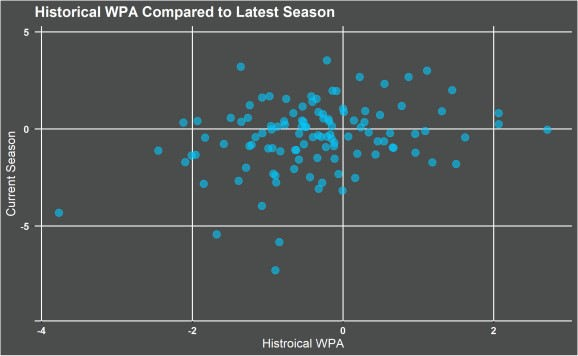 Historical WPA Compared to Latest Season
5
0
-5
Current Season
-4
-2
0
2
Histroical WPA